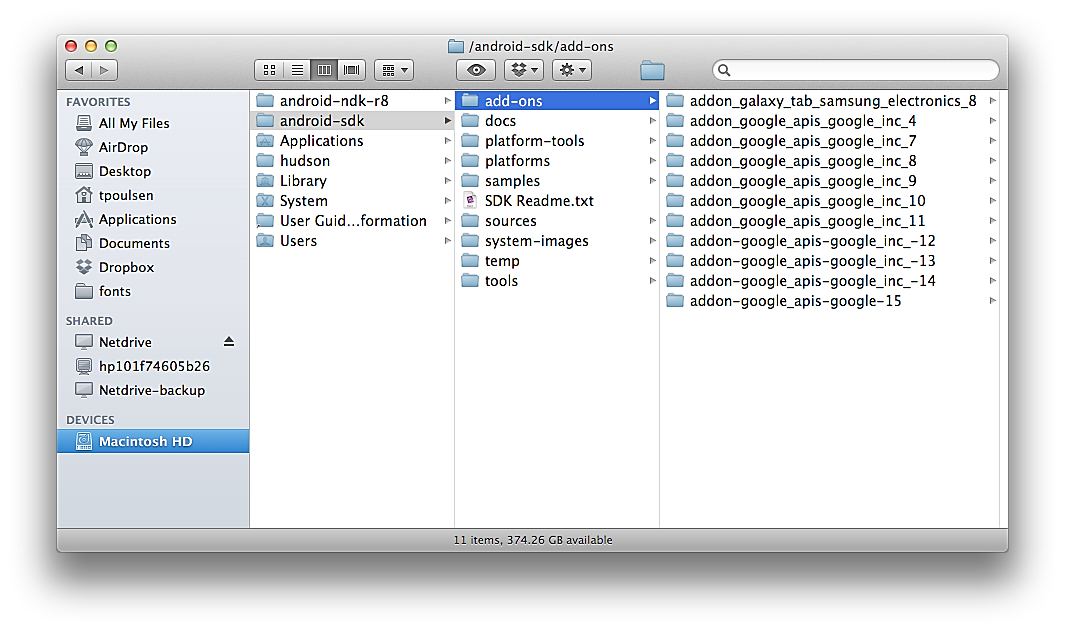 /android-sdk/add-ons
FAVORITES
All My Files
AirDrop
Desktop
tpoulsen
Applications
Documents
Dropbox
fonts
SHARED
Netdrive
hp101f74605b26
Netdrive-backup
DEVICES
Macintosh HD
android-ndk-r8
android-sdk
Applications
hudson
Library
System
User Guid...formation
Users
add-ons
docs
platform-tools
platforms
samples
SDK Readme.txt
sources
system-images
temp
tools
addon_galaxy_tab_samsung_electronics_8
addon_google_apis_google_inc_4
addon_google_apis_google_inc_7
addon_google_apis_google_inc_8
addon_google_apis_google_inc_9
addon_google_apis_google_inc_10
addon_google_apis_google_inc_11
addon-google_apis-google_inc_-12
addon-google_apis-google_inc_-13
addon-google_apis-google_inc_-14
addon-google_apis-google-15
11 items, 374.26 GB available